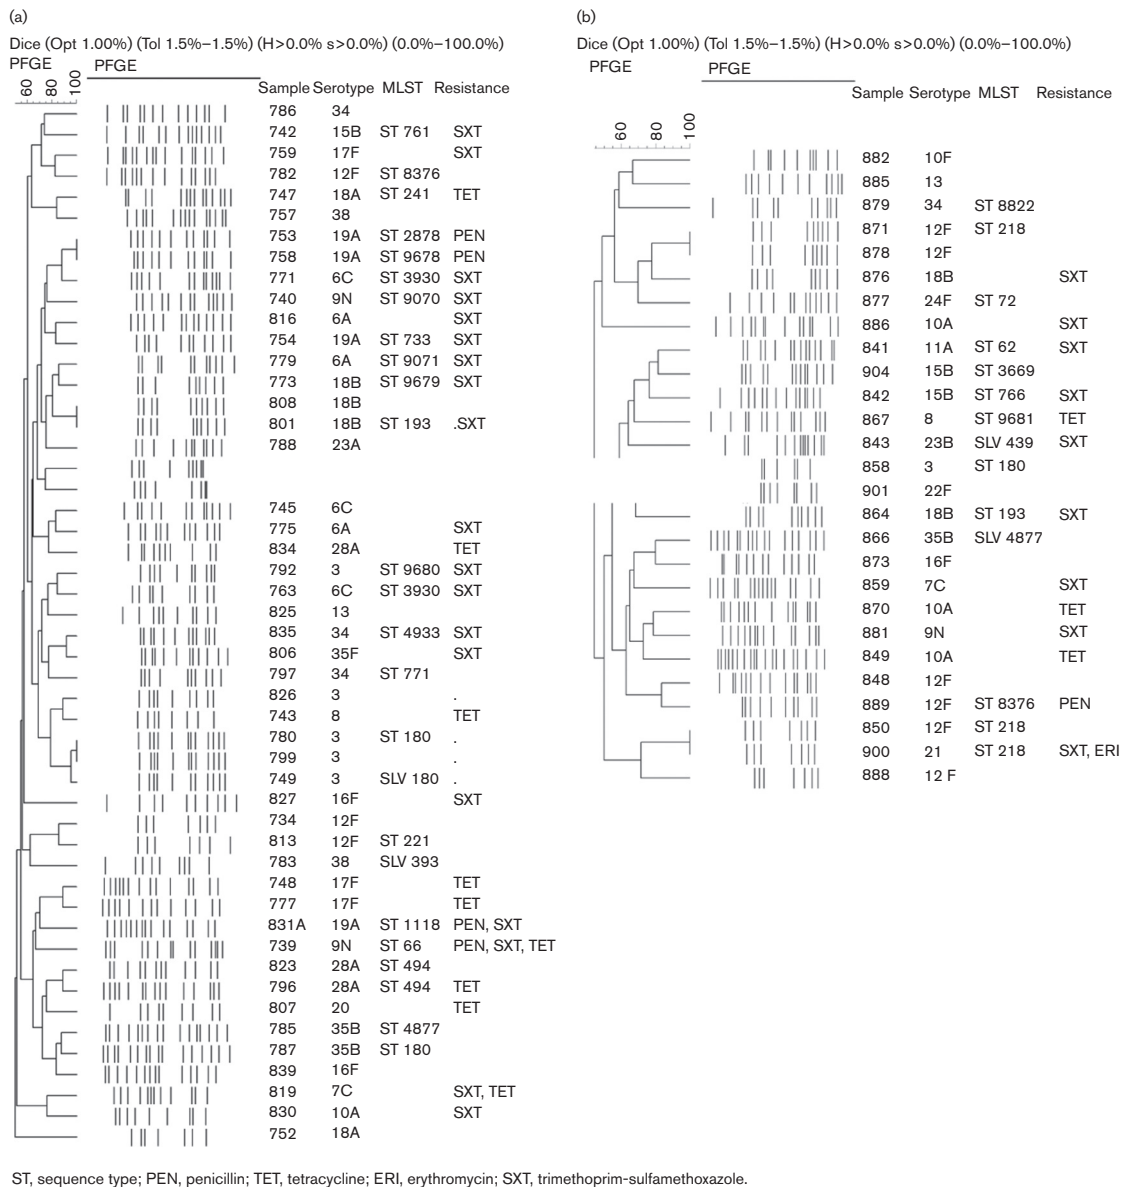 (a)
Dice (Opt 1.00%) (Tol 1.5%–1.5%) (H>0.0% s>0.0%) (0.0%–100.0%)
PFGE PFGE
60 80 100
Sample Serotype MLST Resistance
786 34
742 15B ST 761 SXT
759 17F SXT
782 12F ST 8376
747 18A ST 241 TET
757 38
753 19A ST 2878 PEN
758 19A ST 9678 PEN
771 6C ST 3930 SXT
740 9N ST 9070 SXT
816 6A SXT
754 19A ST 733 SXT
779 6A ST 9071 SXT
773 18B ST 9679 SXT
808 18B
801 18B ST 193 .SXT
788 23A
745 6C
775 6A SXT
834 28A TET
792 3 ST 9680 SXT
763 6C ST 3930 SXT
825 13
835 34 ST 4933 SXT
806 35F SXT
797 34 ST 771
826 3 .
743 8 TET
780 3 ST 180 .
799 3 .
749 3 SLV 180 .
827 16F SXT
734 12F
813 12F ST 221
783 38 SLV 393
748 17F TET
777 17F TET
831A 19A ST 1118 PEN, SXT
739 9N ST 66 PEN, SXT, TET
823 28A ST 494
796 28A ST 494 TET
807 20 TET
785 35B ST 4877
787 35B ST 180
839 16F
819 7C SXT, TET
830 10A SXT
752 18A
(b)
Dice (Opt 1.00%) (Tol 1.5%–1.5%) (H>0.0% s>0.0%) (0.0%–100.0%)
PFGE PFGE
Sample Serotype MLST Resistance
60 80 100
882 10F
885 13
879 34 ST 8822
871 12F ST 218
878 12F
876 18B SXT
877 24F ST 72
886 10A SXT
841 11A ST 62 SXT
904 15B ST 3669
842 15B ST 766 SXT
867 8 ST 9681 TET
843 23B SLV 439 SXT
858 3 ST 180
901 22F
864 18B ST 193 SXT
866 35B SLV 4877
873 16F
859 7C SXT
870 10A TET
881 9N SXT
849 10A TET
848 12F
889 12F ST 8376 PEN
850 12F ST 218
900 21 ST 218 SXT, ERI
888 12 F
ST, sequence type; PEN, penicillin; TET, tetracycline; ERI, erythromycin; SXT, trimethoprim-sulfamethoxazole.